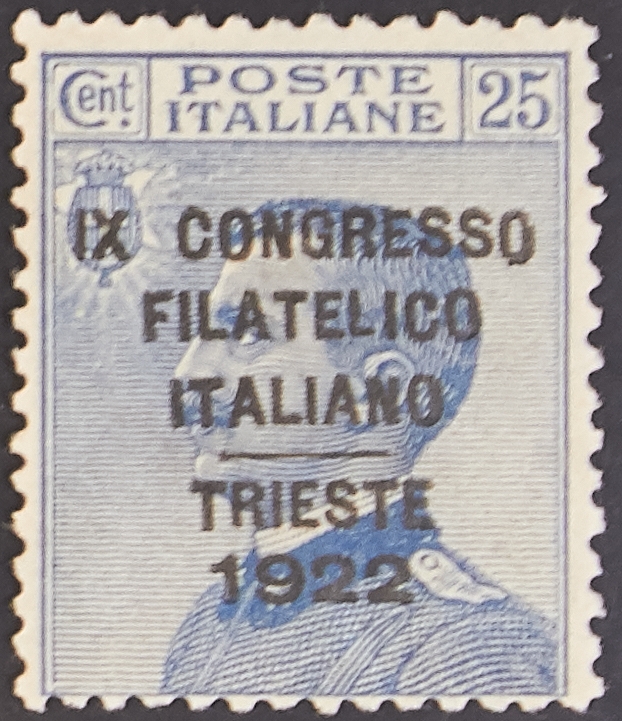 Cent. POSTE ITALIANE 25
IX CONGRESSO
FILATELICO
ITALIANO
TRIESTE
1922